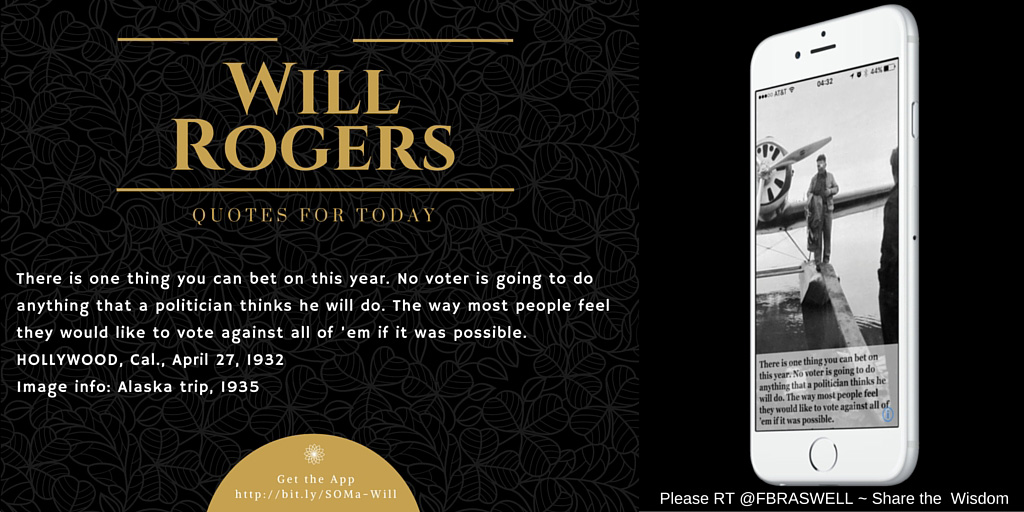 WILL
ROGERS
QUOTES FOR TODAY
There is one thing you can bet on this year. No voter is going to do
anything that a politician thinks he will do. The way most people feel
they would like to vote against all of 'em if it was possible.
HOLLYWOOD, Cal., April 27, 1932
Image info: Alaska trip, 1935
Get the App
http://bit.ly/SOMa-Will
AT&T 04:32 44%
There is one thing you can bet on
this year. No voter is going to do
anything that a politician thinks he
will do. The way most people feel
they would like to vote against all of
'em if it was possible.
Please RT @FBRASWELL ~ Share the Wisdom